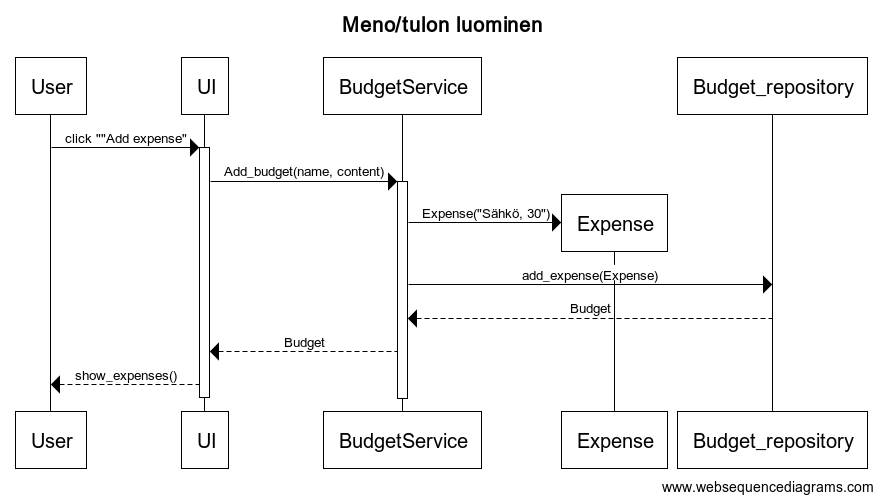 Meno/tulon luominen
User
UI
BudgetService
Budget_repository
click ""Add expense"
Add_budget(name, content)
Expense("Sähkö, 30")
Expense
add_expense(Expense)
Budget
Budget
show_expenses()
User
UI
BudgetService
Expense
Budget_repository
www.websequencediagrams.com